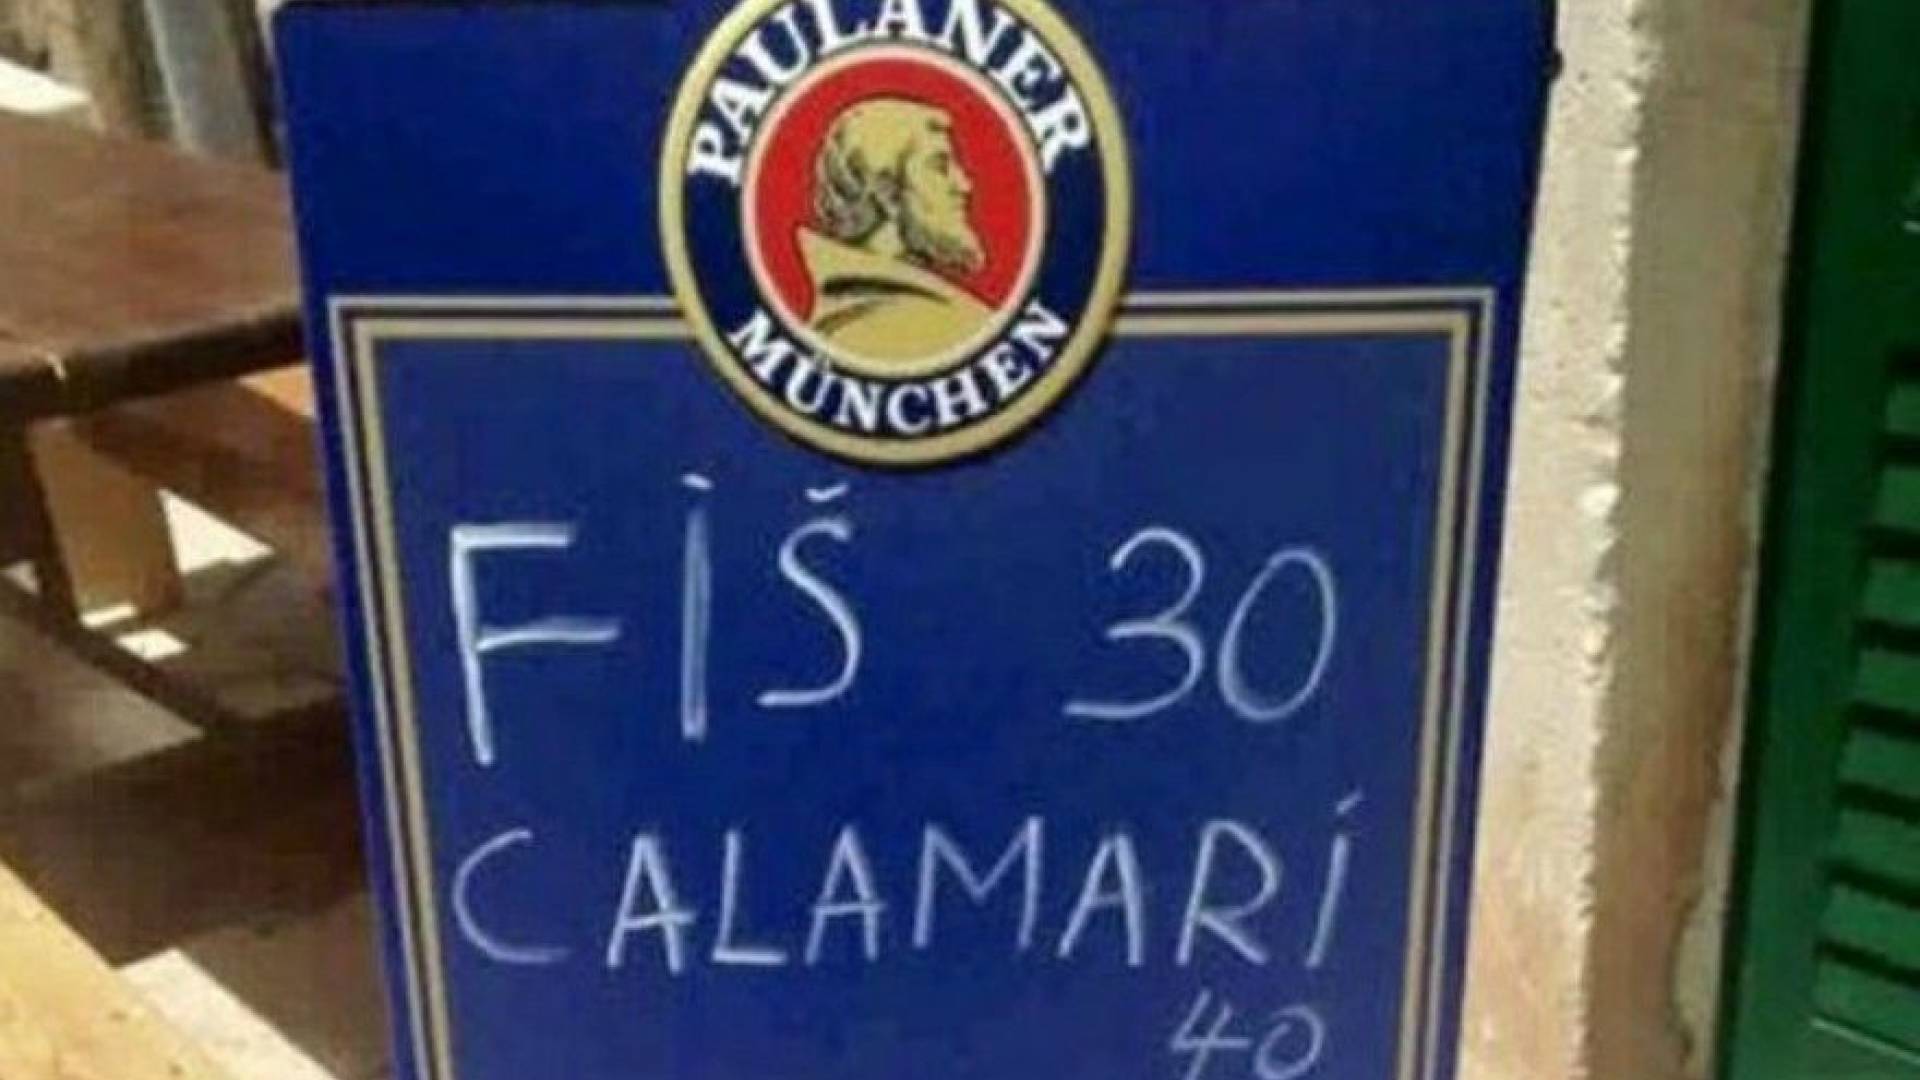 PAULANER
MÜNCHEN
FİŠ 30
CALAMARÍ
40